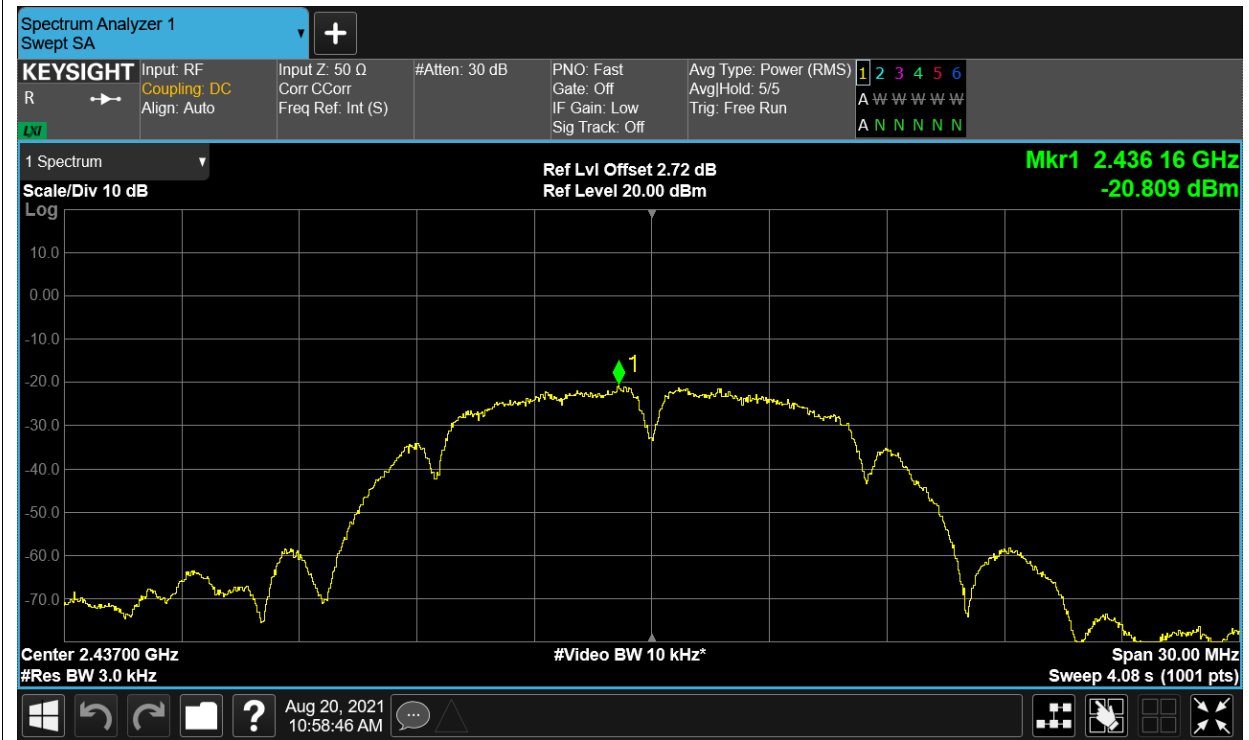 Spectrum Analyzer 1
Swept SA
KEYSIGHT
R
LXI
Input: RF
Coupling: DC
Align: Auto
Input Z: 50 Ω
Corr CCorr
Freq Ref: Int (S)
#Atten: 30 dB
PNO: Fast
Gate: Off
IF Gain: Low
Sig Track: Off
Avg Type: Power (RMS)
Avg|Hold: 5/5
Trig: Free Run
1 2 3 4 5 6
A W W W W W
A N N N N N
1 Spectrum
Scale/Div 10 dB
Log
Ref Lvl Offset 2.72 dB
Ref Level 20.00 dBm
Mkr1 2.436 16 GHz
-20.809 dBm
10.0
0.00
-10.0
-20.0
-30.0
-40.0
-50.0
-60.0
-70.0
1
Center 2.43700 GHz
#Res BW 3.0 kHz
#Video BW 10 kHz*
Span 30.00 MHz
Sweep 4.08 s (1001 pts)
?
Aug 20, 2021
10:58:46 AM